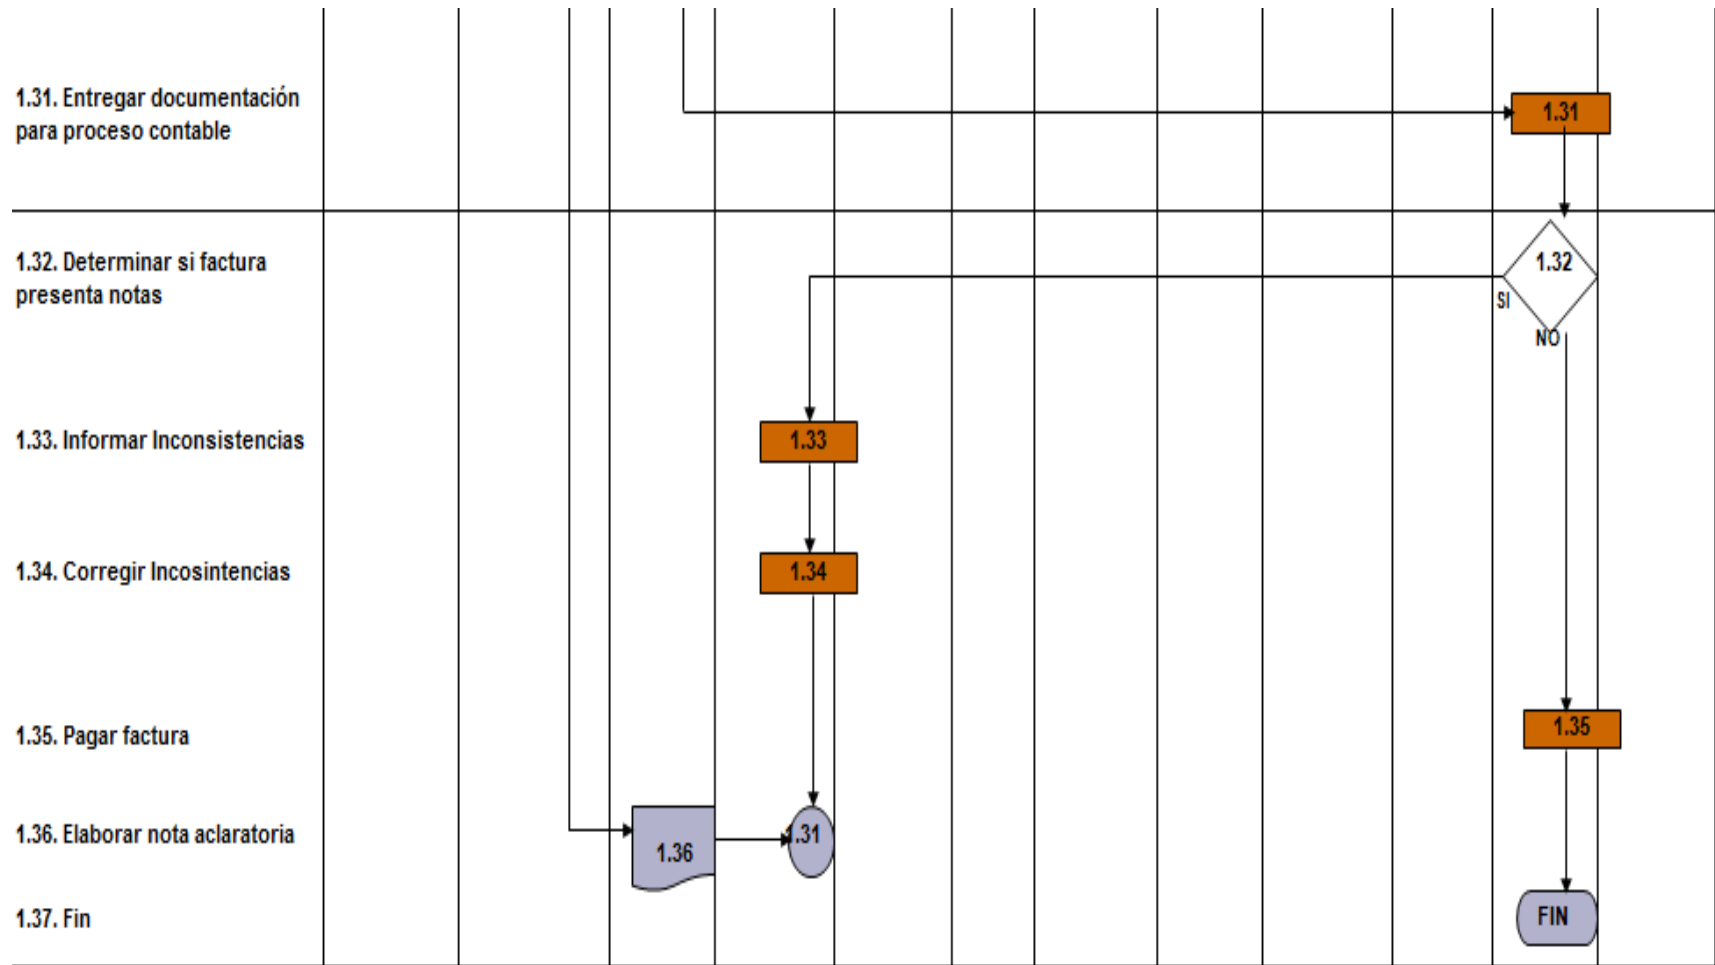 1.31. Entregar documentación
para proceso contable
1.31
1.32. Determinar si factura
presenta notas
1.32
SI
NO
1.33. Informar Inconsistencias
1.33
1.34. Corregir Incosintencias
1.34
1.35. Pagar factura
1.35
1.36. Elaborar nota aclaratoria
1.36
1.31
1.37. Fin
FIN